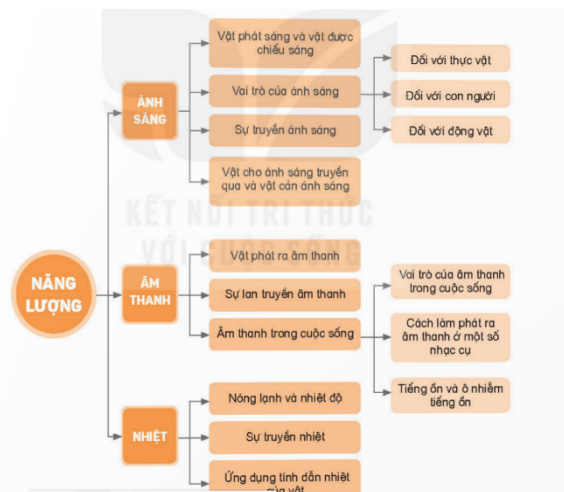 NĂNG
LƯỢNG
ÁNH
SÁNG
Vật phát sáng và vật được
chiếu sáng
Vai trò của ánh sáng
Đối với thực vật
Đối với con người
Đối với động vật
Sự truyền ánh sáng
Vật cho ánh sáng truyền
qua và vật cản ánh sáng
KẾT NỐI TRI THỨC
VỚI CUỘC SỐNG
ÂM
THANH
Vật phát ra âm thanh
Sự lan truyền âm thanh
Âm thanh trong cuộc sống
Vai trò của âm thanh
trong cuộc sống
Cách làm phát ra
âm thanh ở một số
nhạc cụ
Tiếng ồn và ô nhiễm
tiếng ồn
NHIỆT
Nóng lạnh và nhiệt độ
Sự truyền nhiệt
Ứng dụng tính dẫn nhiệt
của vật